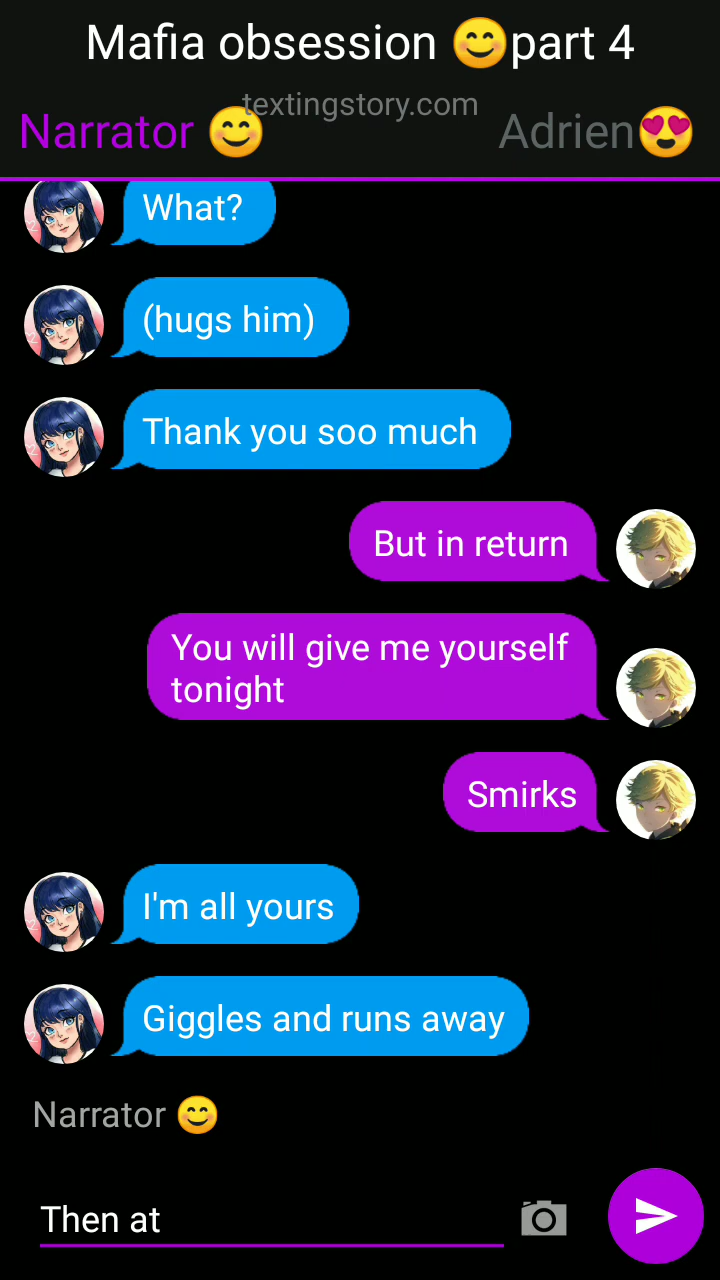 Mafia obsession 😊part 4
textingstory.com
Narrator 😊
Adrien😍
What?
(hugs him)
Thank you soo much
But in return
You will give me yourself
tonight
Smirks
I'm all yours
Giggles and runs away
Narrator 😊
Then at